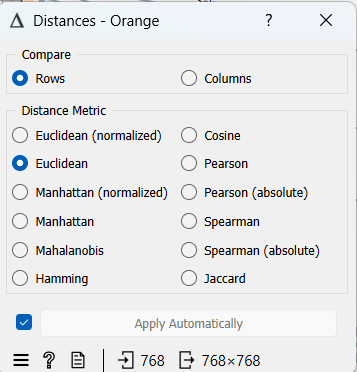 Distances - Orange
Compare
Rows Columns
Distance Metric
Euclidean (normalized) Cosine
Euclidean Pearson
Manhattan (normalized) Pearson (absolute)
Manhattan Spearman
Mahalanobis Spearman (absolute)
Hamming Jaccard
Apply Automatically
? 768 768×768